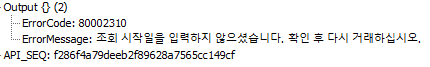 Output {} (2)
ErrorCode: 80002310
ErrorMessage: 조회 시작일을 입력하지 않으셨습니다. 확인 후 다시 거래하십시오.
API_SEQ: f286f4a79deeb2f89628a7565cc149cf